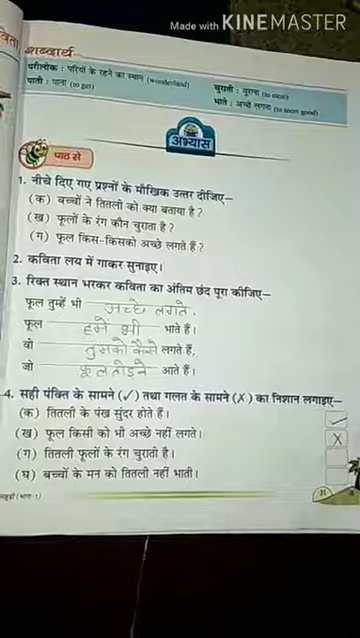 Made with KINEMASTER
विता
शब्दार्थ
परीलोक : परियों के रहने का स्थान (wonderland)
चुराती : चुराना (to steal)
पाती : पाना (to get)
भाते : अच्छे लगना (to seem good)
अभ्यास
पाठ से
1. नीचे दिए गए प्रश्नों के मौखिक उत्तर दीजिए—
(क) बच्चों ने तितली को क्या बताया है?
(ख) फूलों के रंग कौन चुराता है?
(ग) फूल किस-किसको अच्छे लगते हैं?
2. कविता लय में गाकर सुनाइए।
3. रिक्त स्थान भरकर कविता का अंतिम छंद पूरा कीजिए—
फूल तुम्हें भी अच्छे लगते,
फूल हमें भी भाते हैं।
वो तुमको कैसे लगते हैं,
जो फूल तोड़ने आते हैं।
4. सही पंक्ति के सामने (✓) तथा गलत के सामने (✗) का निशान लगाइए—
(क) तितली के पंख सुंदर होते हैं। ✓
(ख) फूल किसी को भी अच्छे नहीं लगते। X
(ग) तितली फूलों के रंग चुराती है।
(घ) बच्चों के मन को तितली नहीं भाती।
(भाग-1)
31